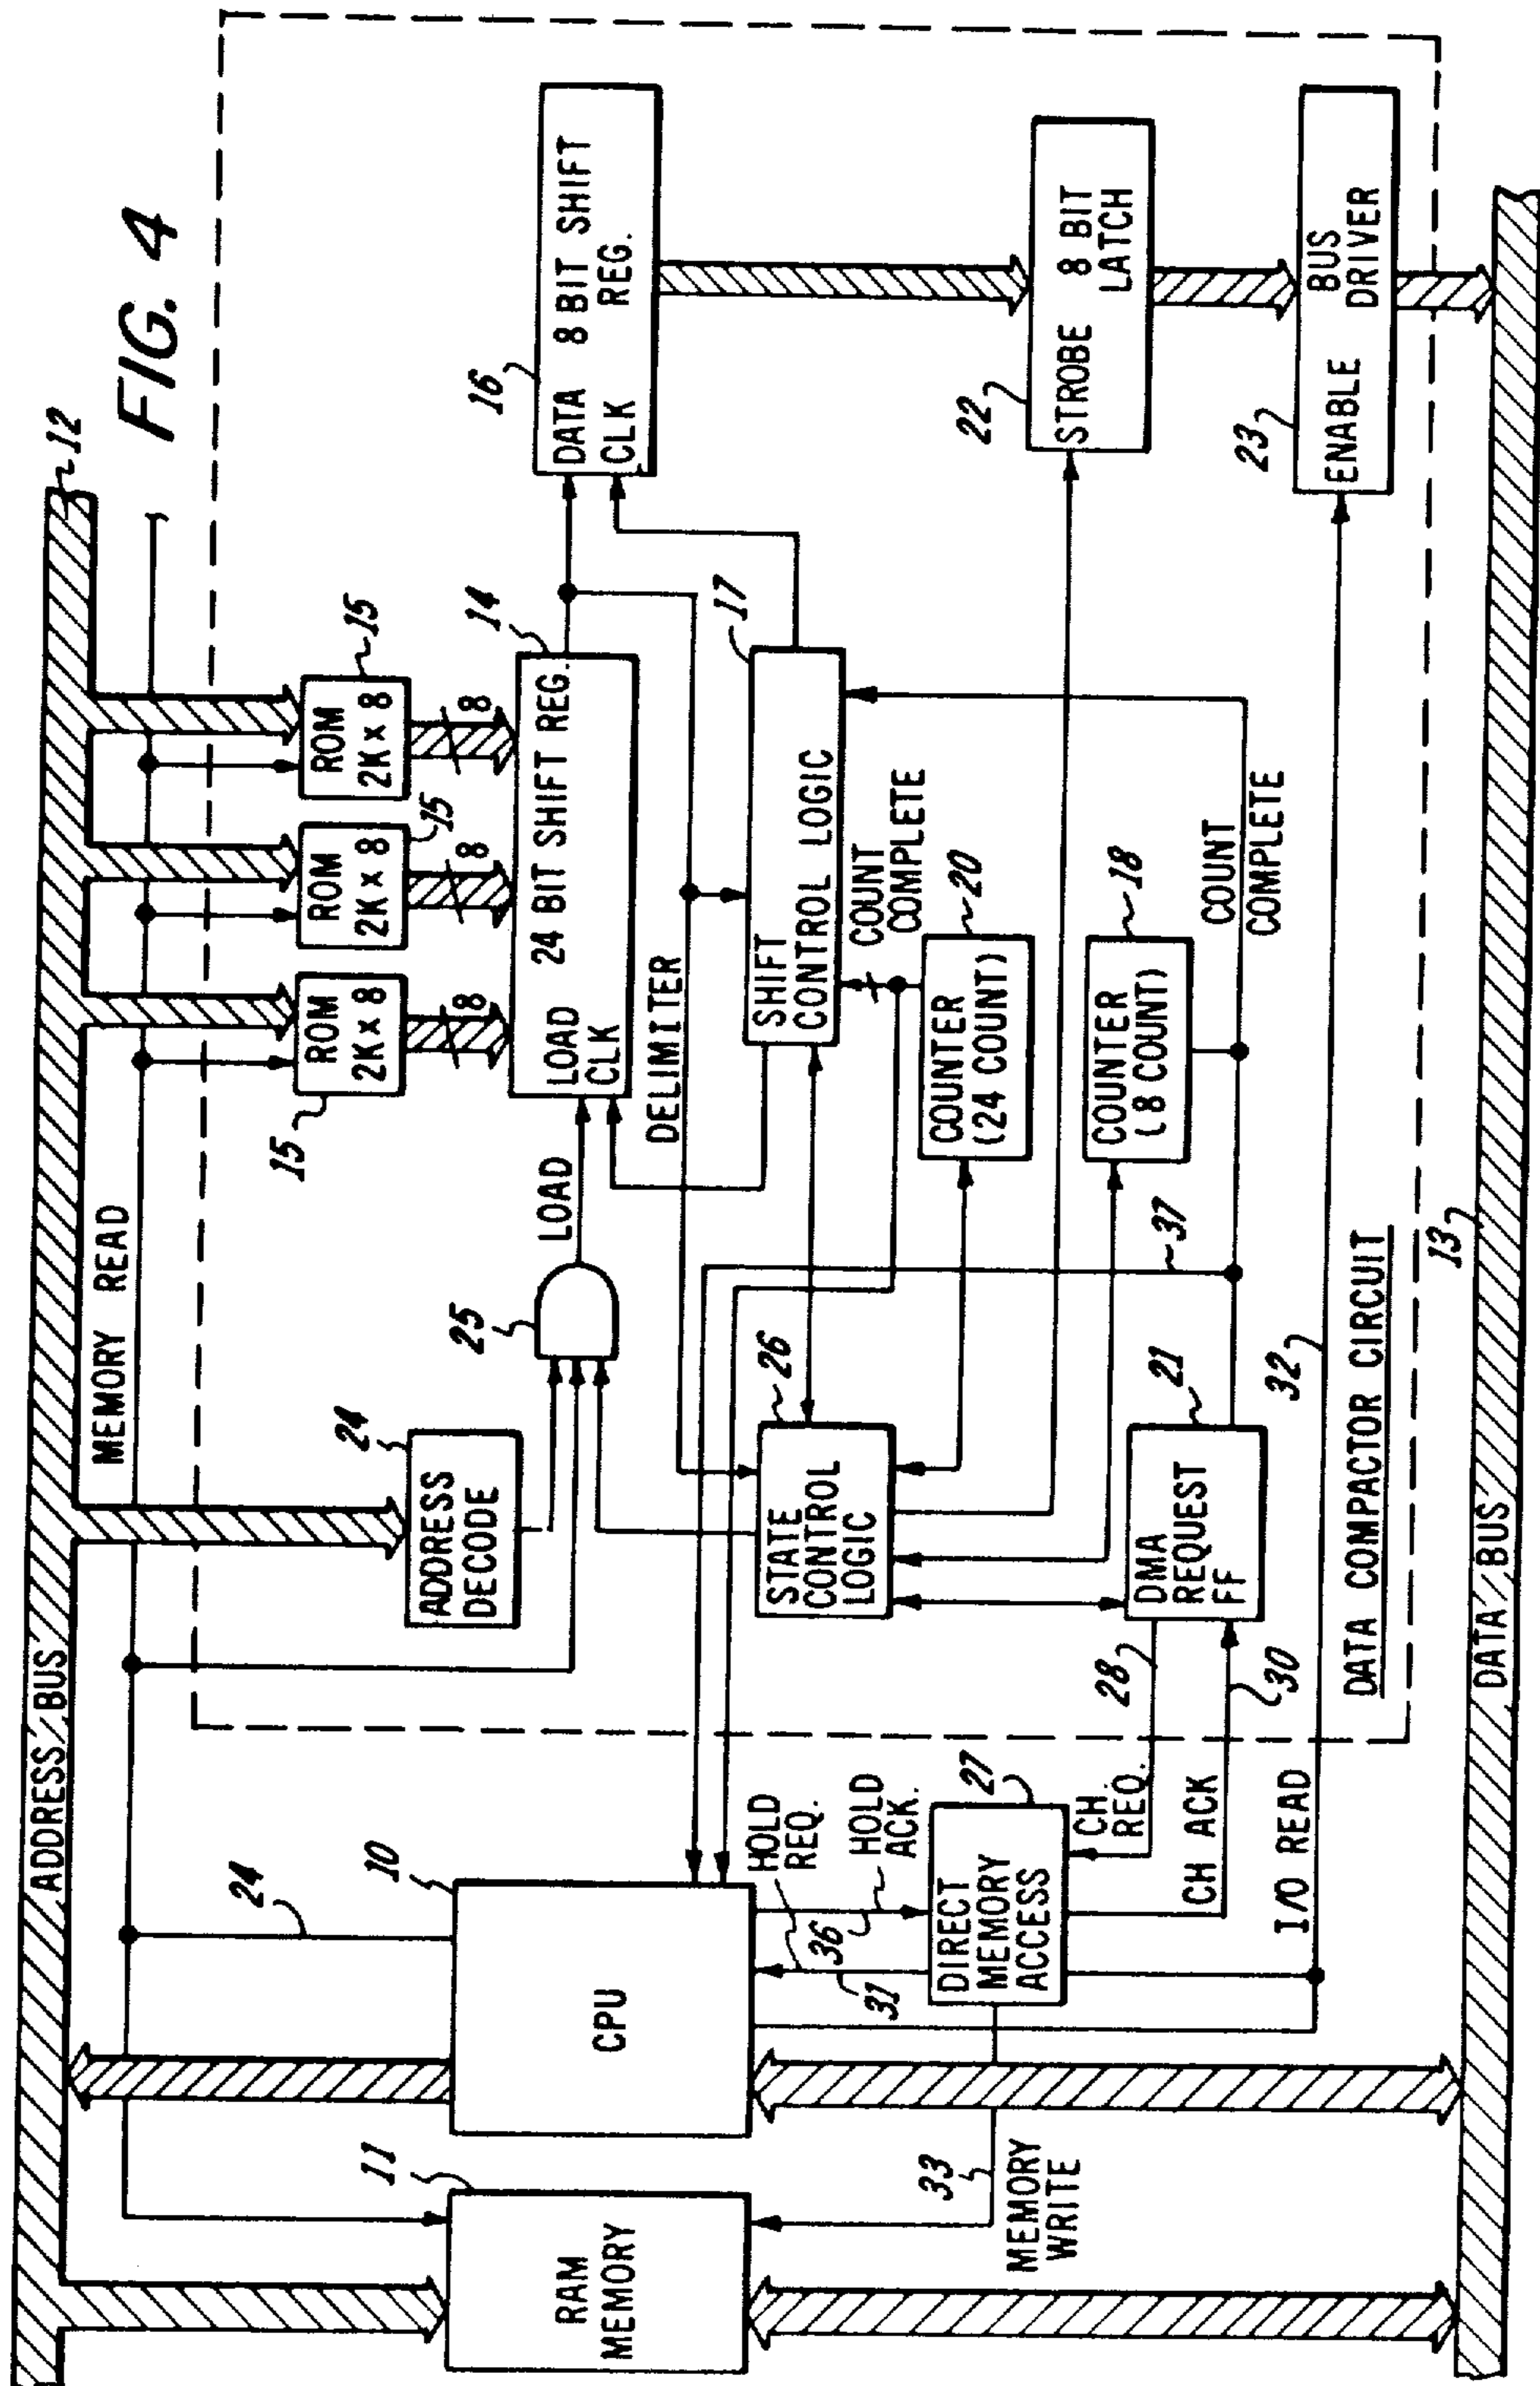 FIG. 4
12
ADDRESS BUS
MEMORY READ
24
ADDRESS
DECODE
24
25
LOAD
15
ROM
2K x 8
8
ROM
2K x 8
15
8
ROM
2K x 8
15
8
14
LOAD
CLK
24 BIT SHIFT REG.
16
DATA 8 BIT SHIFT
REG.
CLK
DELIMITER
17
SHIFT
CONTROL LOGIC
COUNT
COMPLETE
20
COUNTER
(24 COUNT)
18
COUNTER
(8 COUNT)
COUNT
COMPLETE
22
STROBE 8 BIT
LATCH
23
ENABLE BUS
DRIVER
26
STATE
CONTROL
LOGIC
37
21
DMA
REQUEST
FF
28
30
32
10
CPU
11
RAM
MEMORY
HOLD
REQ.
HOLD
ACK.
36
31
27
DIRECT
MEMORY
ACCESS
CH.
REQ.
CH ACK
I/O READ
33
MEMORY
WRITE
DATA COMPACTOR CIRCUIT
13
DATA BUS